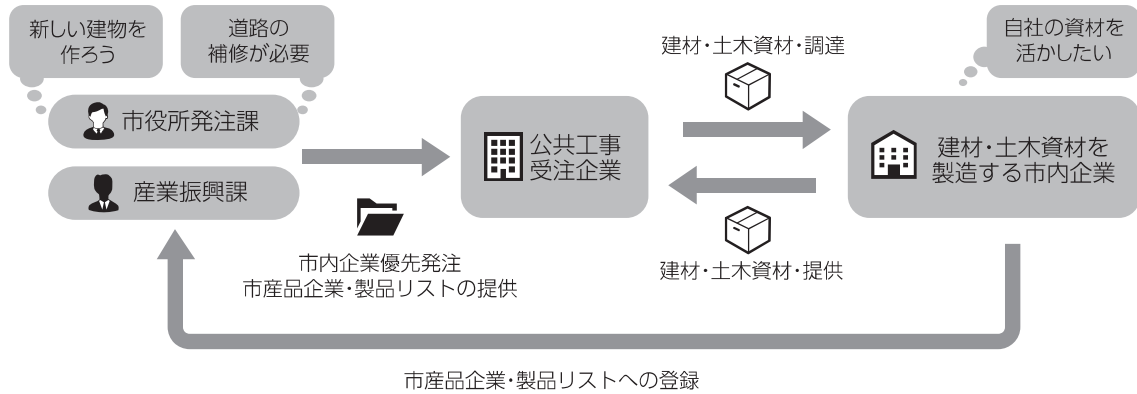 新しい建物を
作ろう
道路の
補修が必要
市役所発注課
産業振興課
市内企業優先発注
市産品企業・製品リストの提供
公共工事
受注企業
建材・土木資材・調達
建材・土木資材・提供
自社の資材を
活かしたい
建材・土木資材を
製造する市内企業
市産品企業・製品リストへの登録